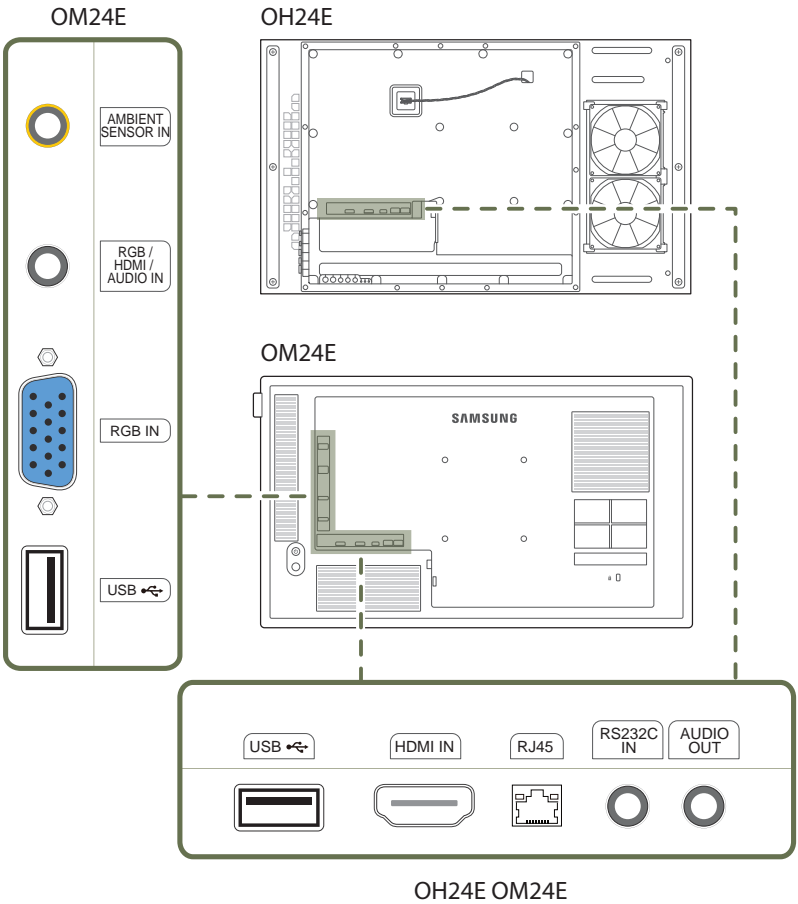 OM24E
OH24E
AMBIENT
SENSOR IN
RGB /
HDMI /
AUDIO IN
RGB IN
USB
OM24E
SAMSUNG
USB
HDMI IN
RJ45
RS232C
IN
AUDIO
OUT
OH24E OM24E